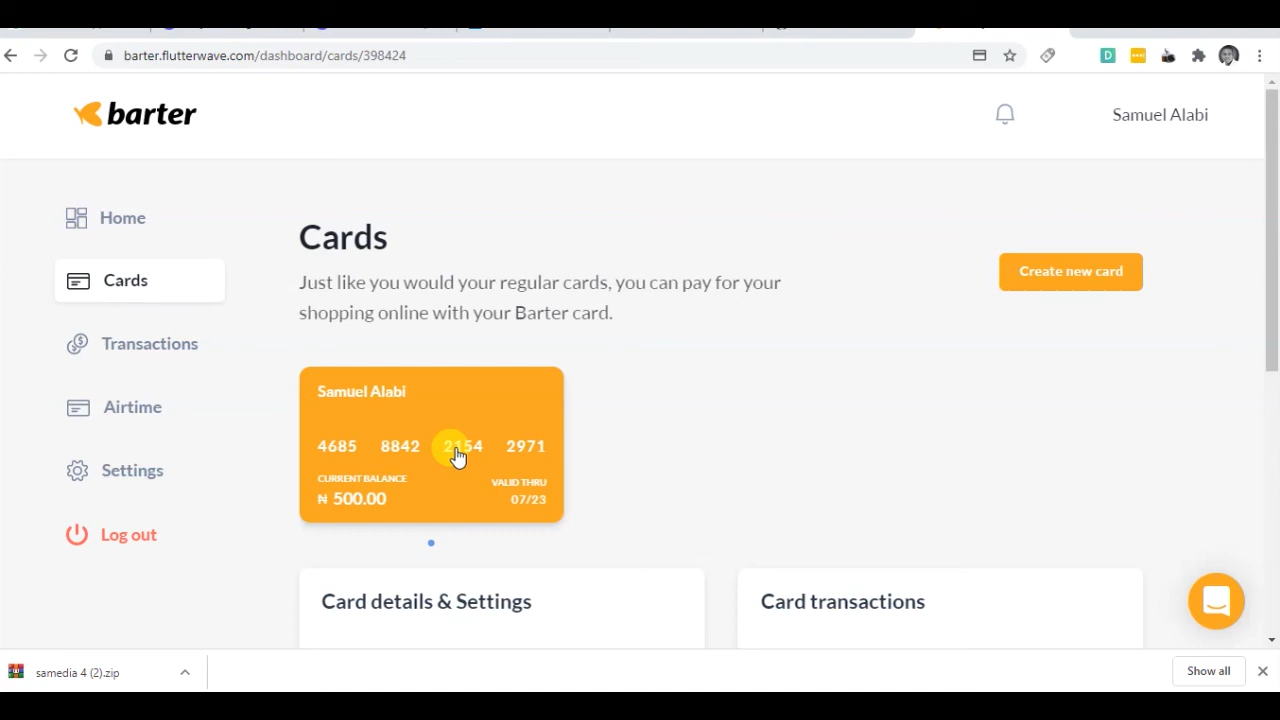 barter.flutterwave.com/dashboard/cards/398424
barter
Samuel Alabi
Home
Cards
Transactions
Airtime
Settings
Log out
Cards
Just like you would your regular cards, you can pay for your
shopping online with your Barter card.
Create new card
Samuel Alabi
4685 8842 2154 2971
CURRENT BALANCE
₦ 500.00
VALID THRU
07/23
Card details & Settings
Card transactions
samedia 4 (2).zip
Show all